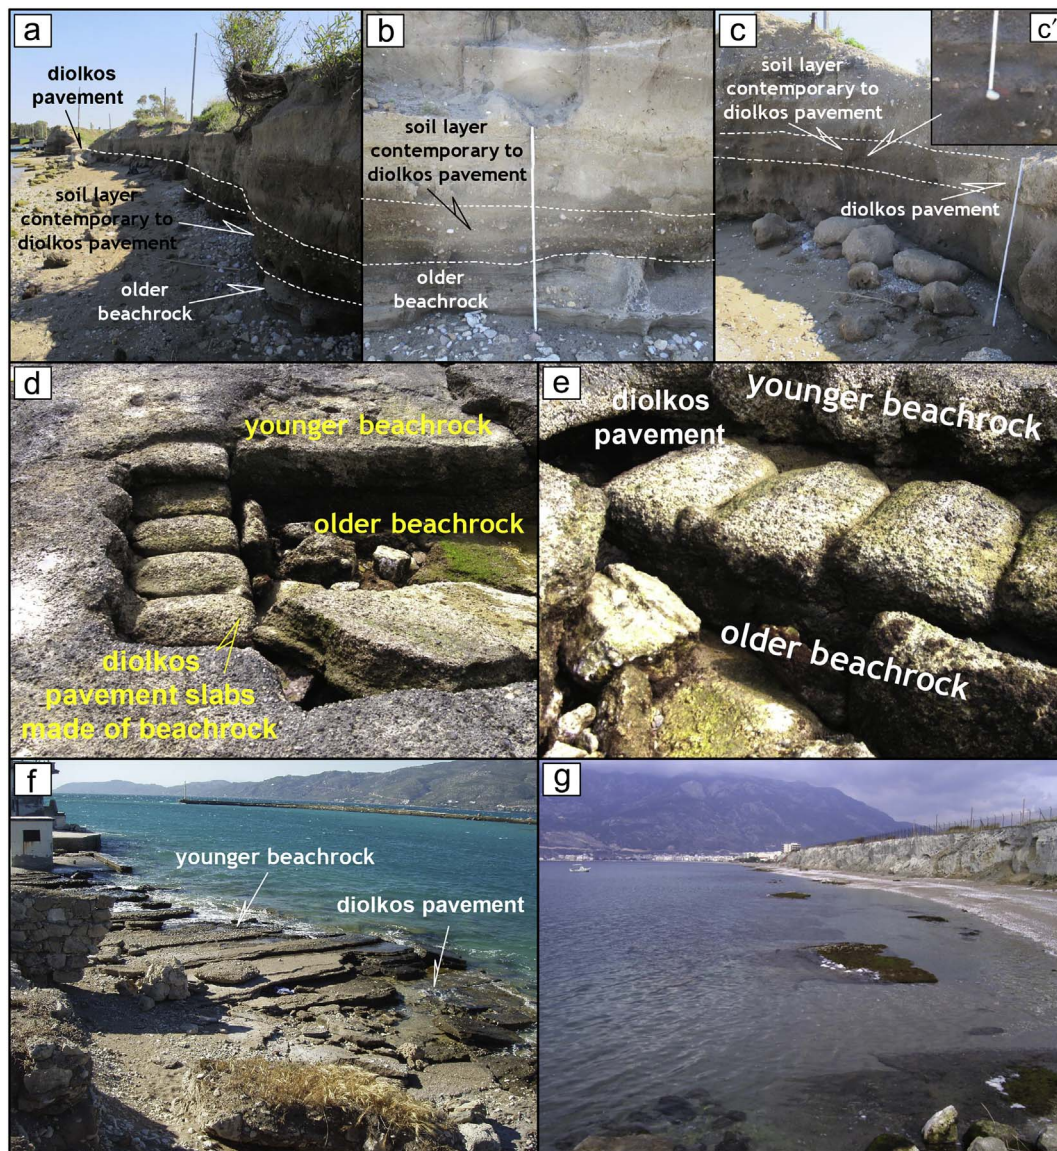 a
diolkos
pavement
soil layer
contemporary to
diolkos pavement
older
beachrock
b
soil layer
contemporary to
diolkos pavement
older
beachrock
c
c′
soil layer
contemporary to
diolkos pavement
diolkos pavement
d
younger beachrock
older beachrock
diolkos
pavement slabs
made of beachrock
e
diolkos
pavement
younger beachrock
older beachrock
f
younger beachrock
diolkos pavement
g